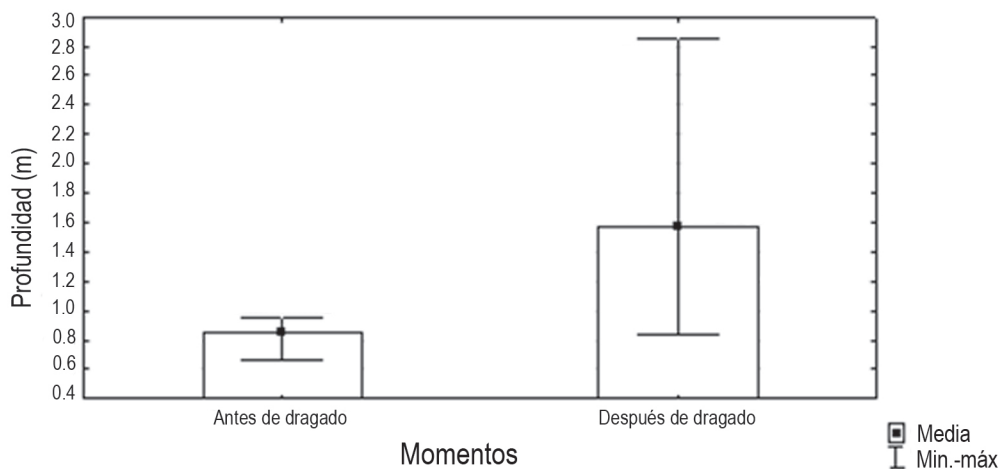 3.0
2.8
2.6
2.4
2.2
2.0
1.8
1.6
1.4
1.2
1.0
0.8
0.6
0.4
Profundidad (m)
Antes de dragado
Después de dragado
Momentos
Media
Min.-máx